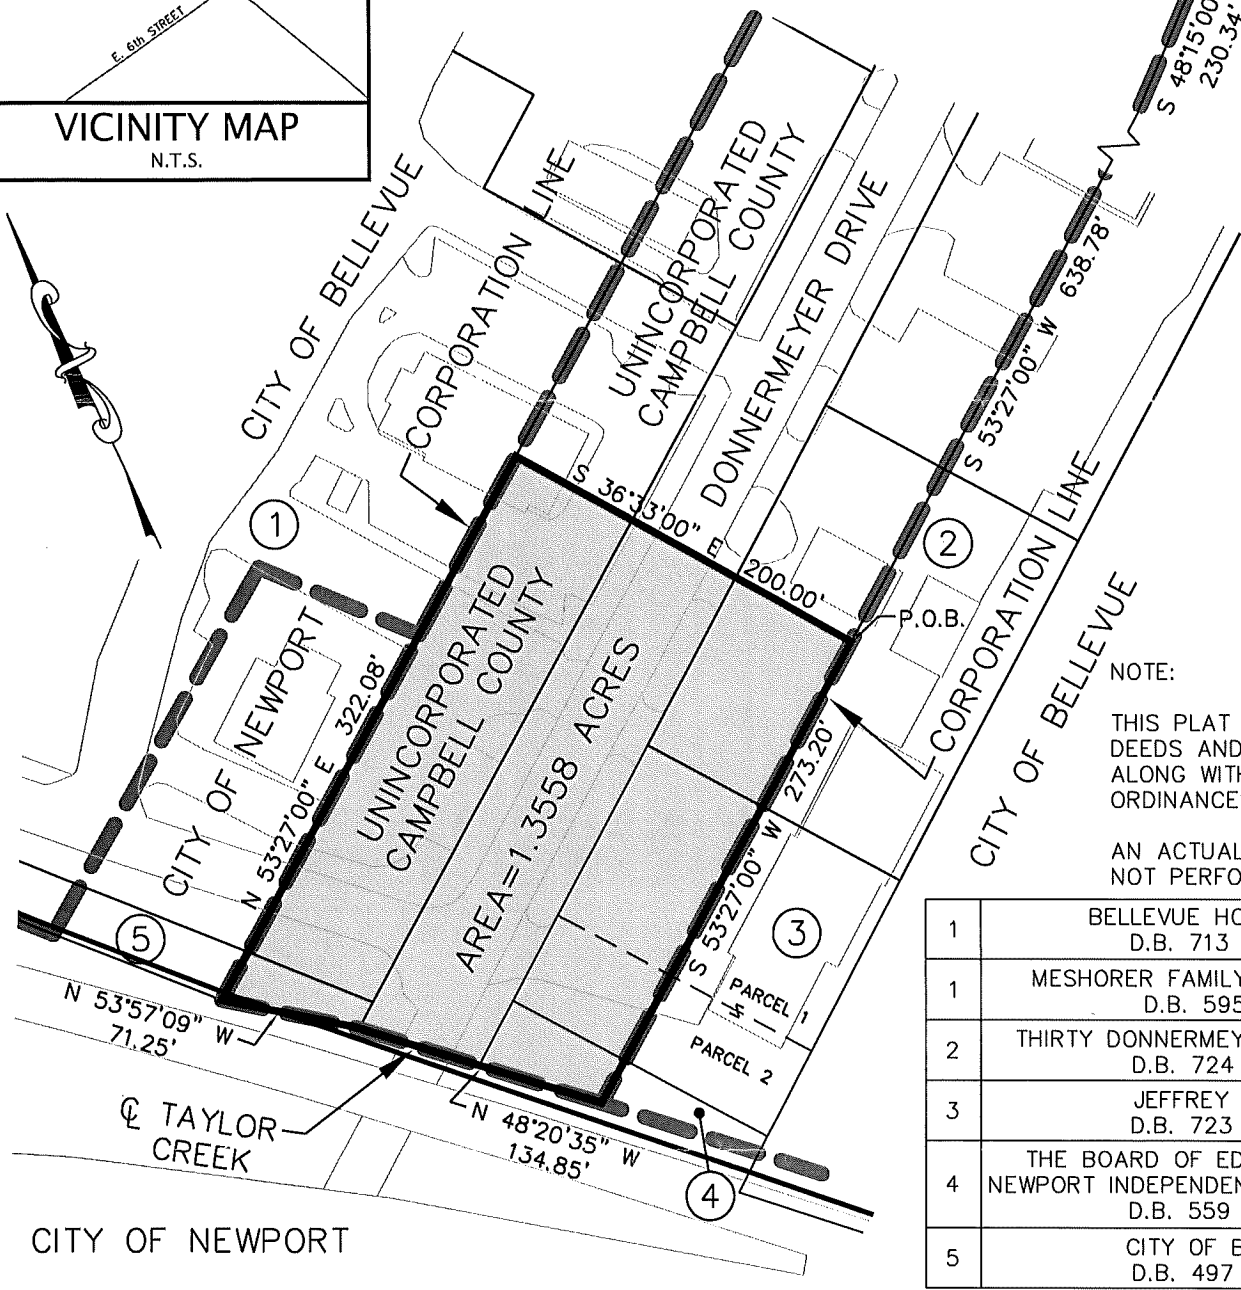 E. 6th STREET
VICINITY MAP
N.T.S.
S 48°15'00"
230.34'
CITY OF BELLEVUE
CORPORATION LINE
UNINCORPORATED
CAMPBELL COUNTY
DONNERMEYER DRIVE
638.78'
S 53°27'00" W
S 36°33'00" E
200.00'
1
2
P.O.B.
CORPORATION LINE
CITY OF BELLEVUE
CITY OF NEWPORT
N 53°27'00" E 322.08'
UNINCORPORATED
CAMPBELL COUNTY
AREA=1.3558 ACRES
S 53°27'00" W 273.20'
3
PARCEL 1
PARCEL 2
5
N 53°57'09" W
71.25'
℄ TAYLOR
CREEK
N 48°20'35" W
134.85'
4
CITY OF NEWPORT
NOTE:
THIS PLAT
DEEDS AND
ALONG WITH
ORDINANCE
AN ACTUAL
NOT PERFO
1 BELLEVUE HO
D.B. 713
1 MESHORER FAMILY
D.B. 595
2 THIRTY DONNERMEY
D.B. 724
3 JEFFREY
D.B. 723
4 THE BOARD OF ED
NEWPORT INDEPENDEN
D.B. 559
5 CITY OF B
D.B. 497